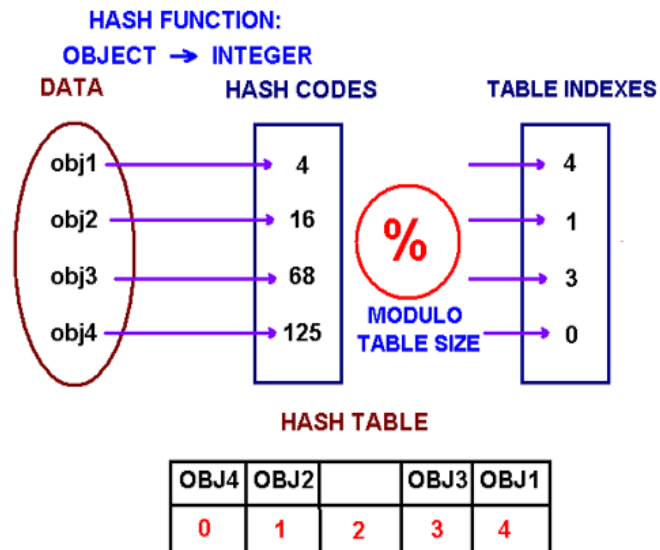 HASH FUNCTION:
OBJECT → INTEGER
DATA HASH CODES TABLE INDEXES
obj1 4 4
obj2 16 1
%
obj3 68 3
MODULO
TABLE SIZE
obj4 125 0
HASH TABLE
OBJ4 OBJ2 OBJ3 OBJ1
0 1 2 3 4